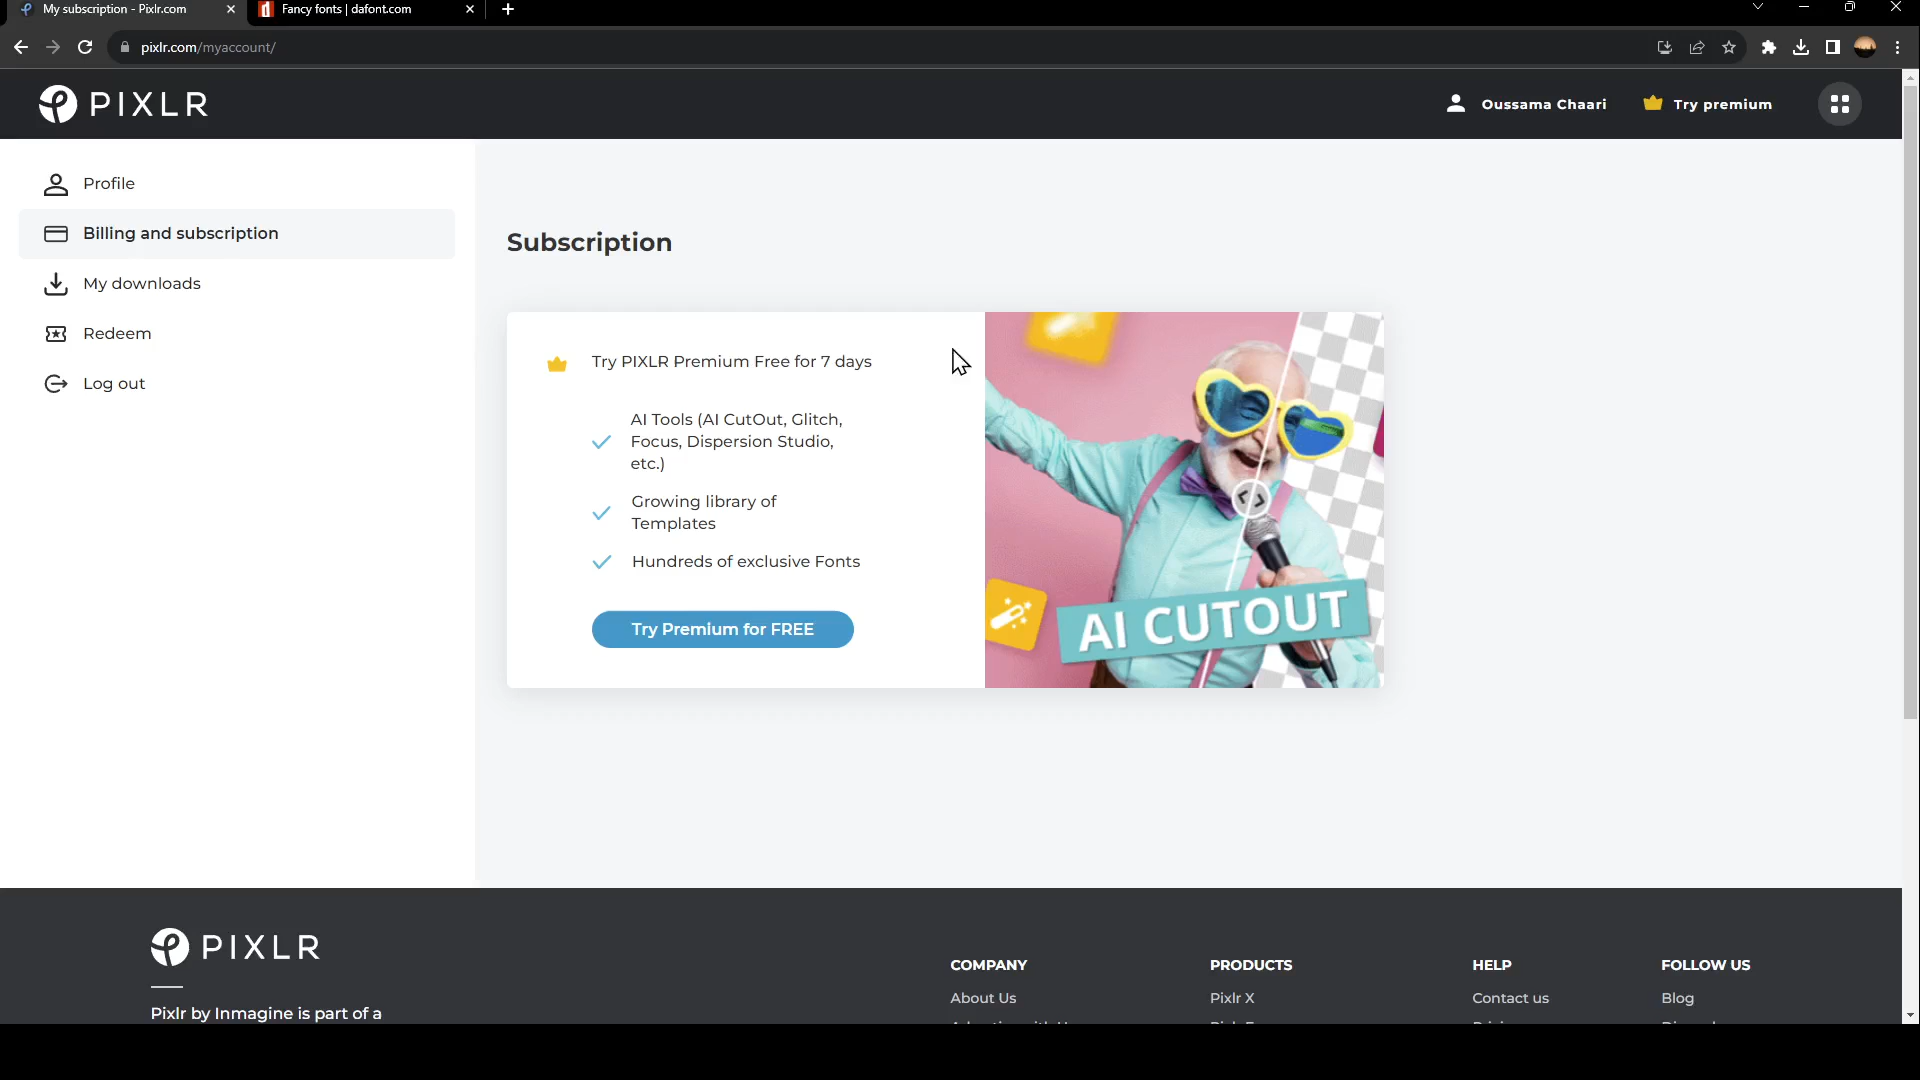 My subscription - Pixlr.com
Fancy fonts | dafont.com
pixlr.com/myaccount/
PIXLR
Oussama Chaari
Try premium
Profile
Billing and subscription
My downloads
Redeem
Log out
Subscription
Try PIXLR Premium Free for 7 days
AI Tools (AI CutOut, Glitch,
Focus, Dispersion Studio,
etc.)
Growing library of
Templates
Hundreds of exclusive Fonts
Try Premium for FREE
AI CUTOUT
PIXLR
Pixlr by Inmagine is part of a
COMPANY
About Us
PRODUCTS
Pixlr X
HELP
Contact us
FOLLOW US
Blog